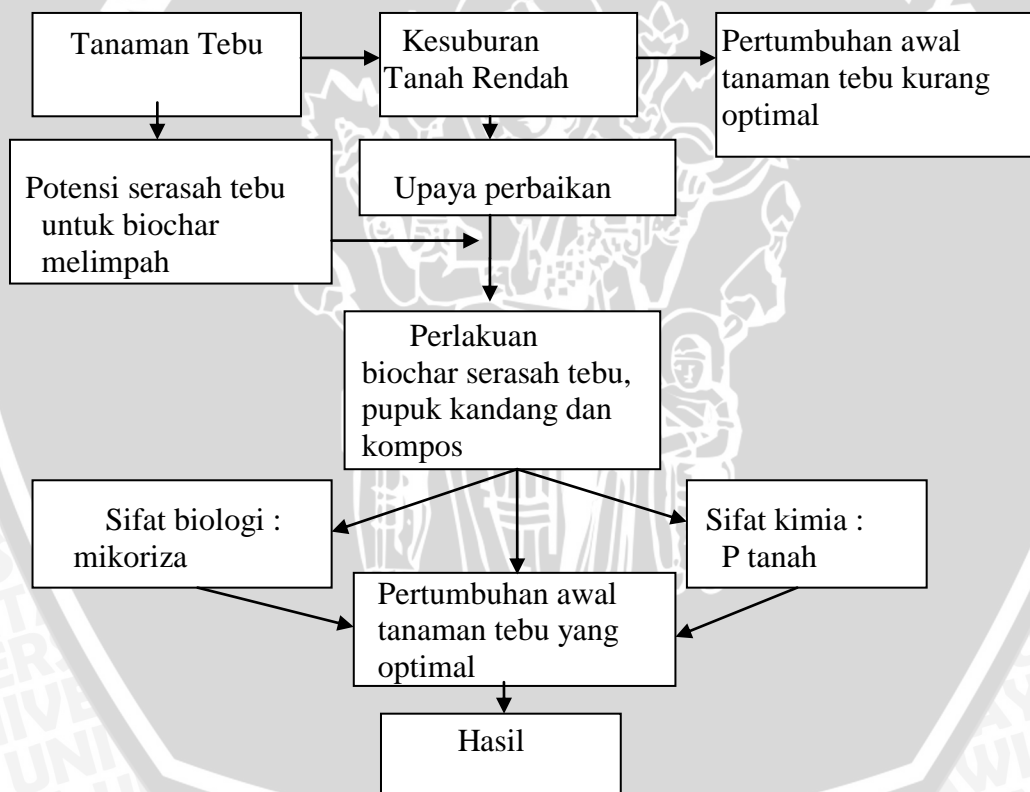 Tanaman Tebu
Kesuburan
Tanah Rendah
Pertumbuhan awal
tanaman tebu kurang
optimal
Potensi serasah tebu
untuk biochar
melimpah
Upaya perbaikan
Perlakuan
biochar serasah tebu,
pupuk kandang dan
kompos
Sifat biologi :
mikoriza
Sifat kimia :
P tanah
Pertumbuhan awal
tanaman tebu yang
optimal
Hasil